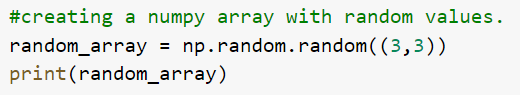 #creating a numpy array with random values.
random_array = np.random.random((3,3))
print(random_array)